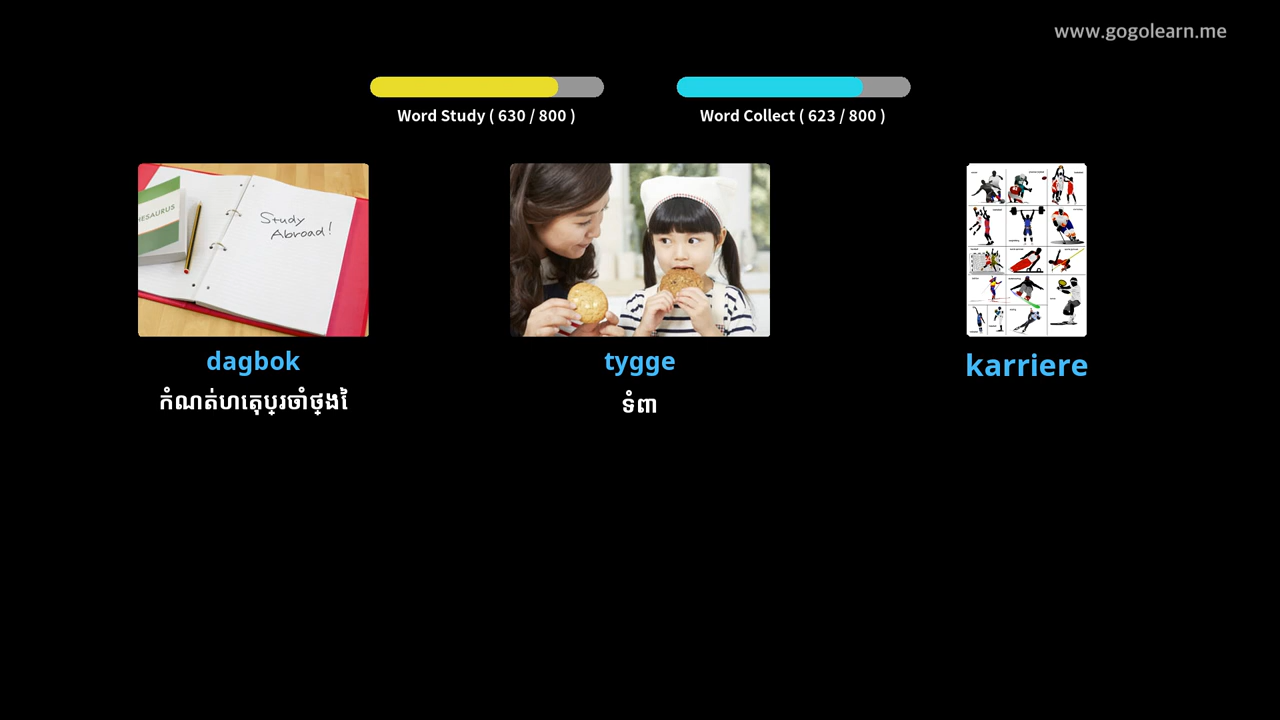 www.gogolearn.me
Word Study ( 630 / 800 )
Word Collect ( 623 / 800 )
HESAURUS
Study
Abroad!
dagbok
tygge
karriere
កំណត់ហេតុប្រចាំថ្ងៃ
ទំពា